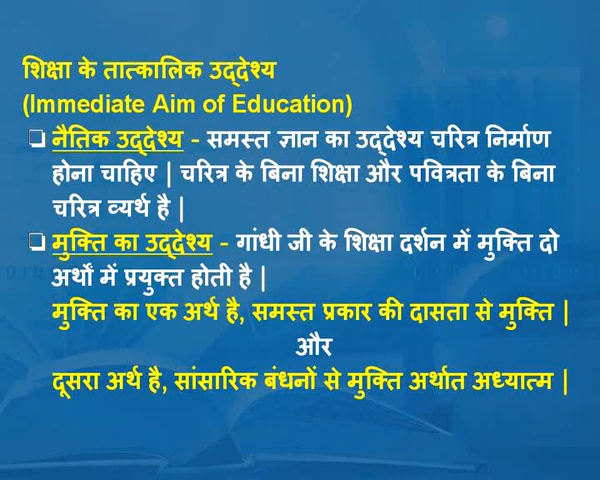 शिक्षा के तात्कालिक उद्देश्य
(Immediate Aim of Education)
❑ नैतिक उद्देश्य - समस्त ज्ञान का उद्देश्य चरित्र निर्माण
होना चाहिए | चरित्र के बिना शिक्षा और पवित्रता के बिना
चरित्र व्यर्थ है |
❑ मुक्ति का उद्देश्य - गांधी जी के शिक्षा दर्शन में मुक्ति दो
अर्थों में प्रयुक्त होती है |
मुक्ति का एक अर्थ है, समस्त प्रकार की दासता से मुक्ति |
और
दूसरा अर्थ है, सांसारिक बंधनों से मुक्ति अर्थात अध्यात्म |